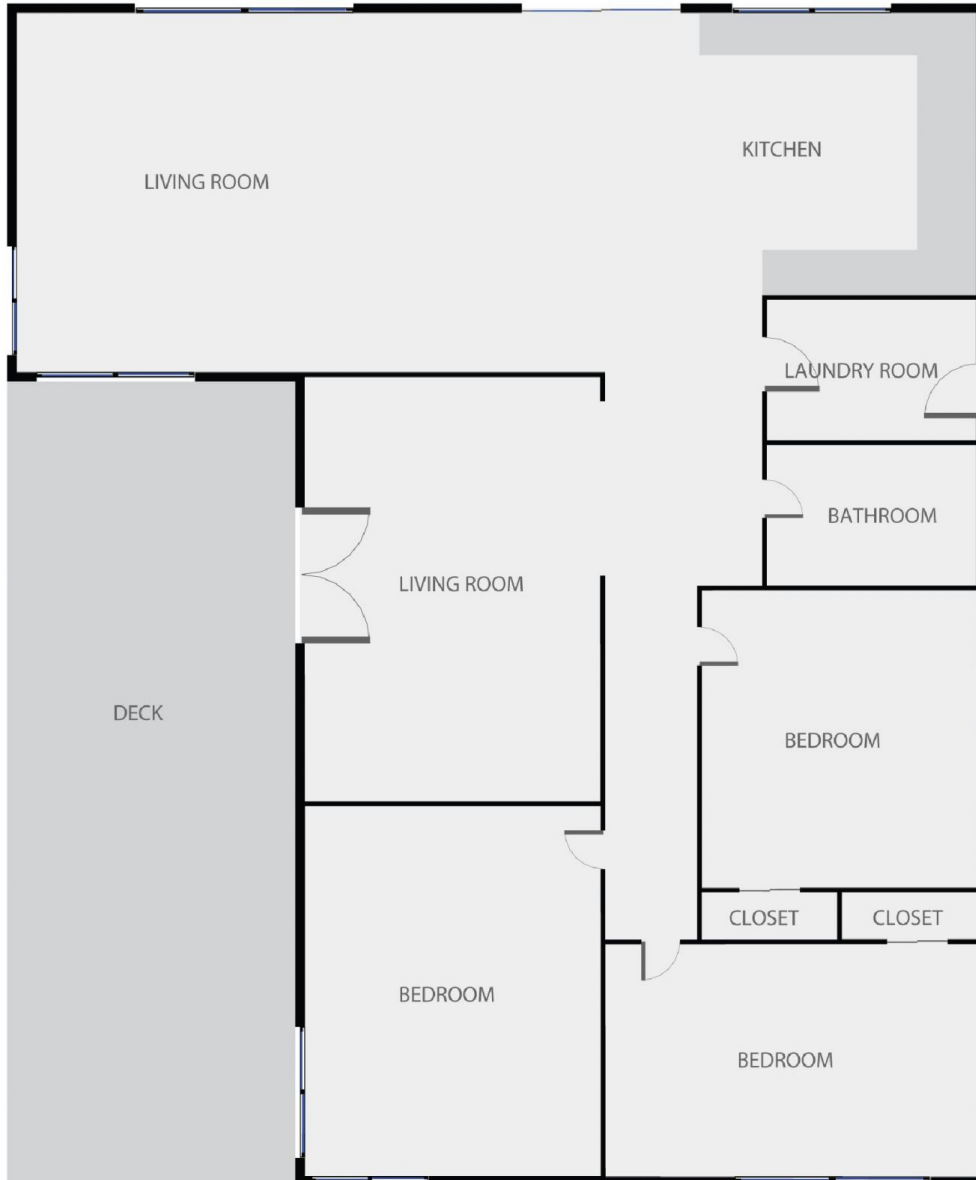 KITCHEN
LIVING ROOM
LAUNDRY ROOM
BATHROOM
LIVING ROOM
DECK
BEDROOM
CLOSET
CLOSET
BEDROOM
BEDROOM